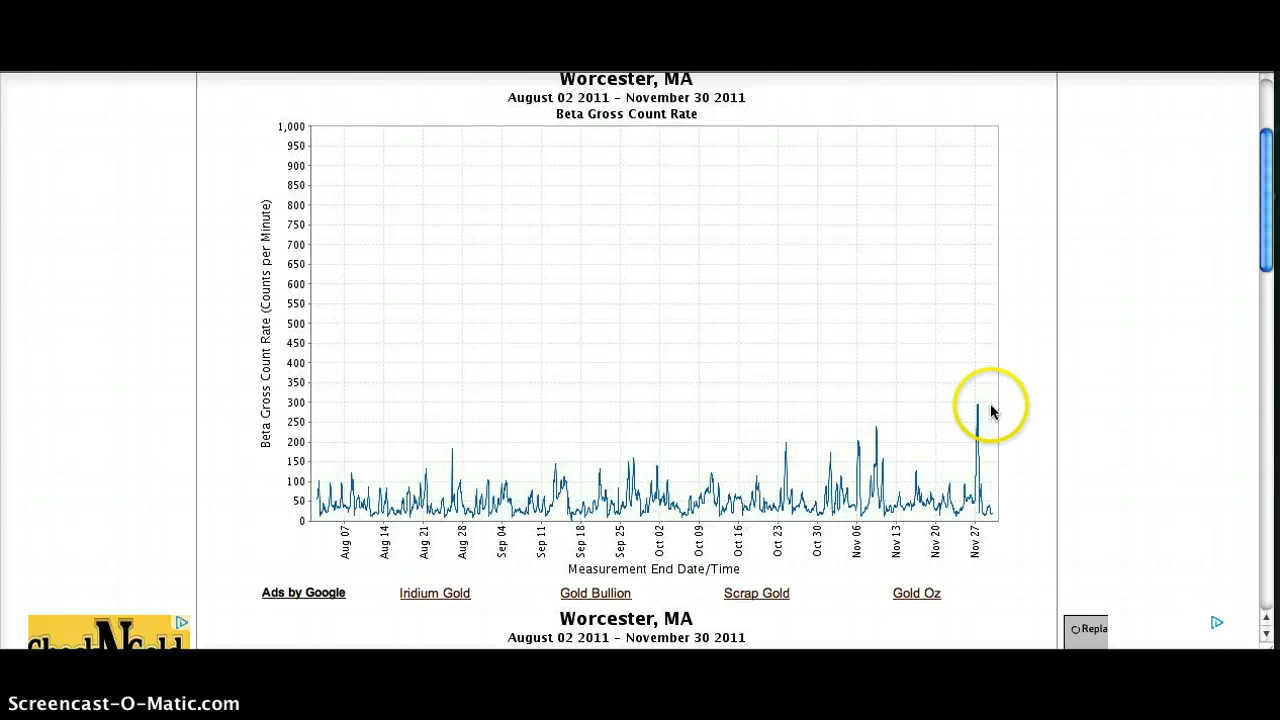 Worcester, MA
August 02 2011 – November 30 2011
Beta Gross Count Rate
1,000
950
900
850
800
750
700
650
600
550
500
450
400
350
300
250
200
150
100
50
0
Beta Gross Count Rate (Counts per Minute)
Aug 07
Aug 14
Aug 21
Aug 28
Sep 04
Sep 11
Sep 18
Sep 25
Oct 02
Oct 09
Oct 16
Oct 23
Oct 30
Nov 06
Nov 13
Nov 20
Nov 27
Measurement End Date/Time
Ads by Google Iridium Gold Gold Bullion Scrap Gold Gold Oz
Worcester, MA
August 02 2011 – November 30 2011
Repla
Screencast-O-Matic.com